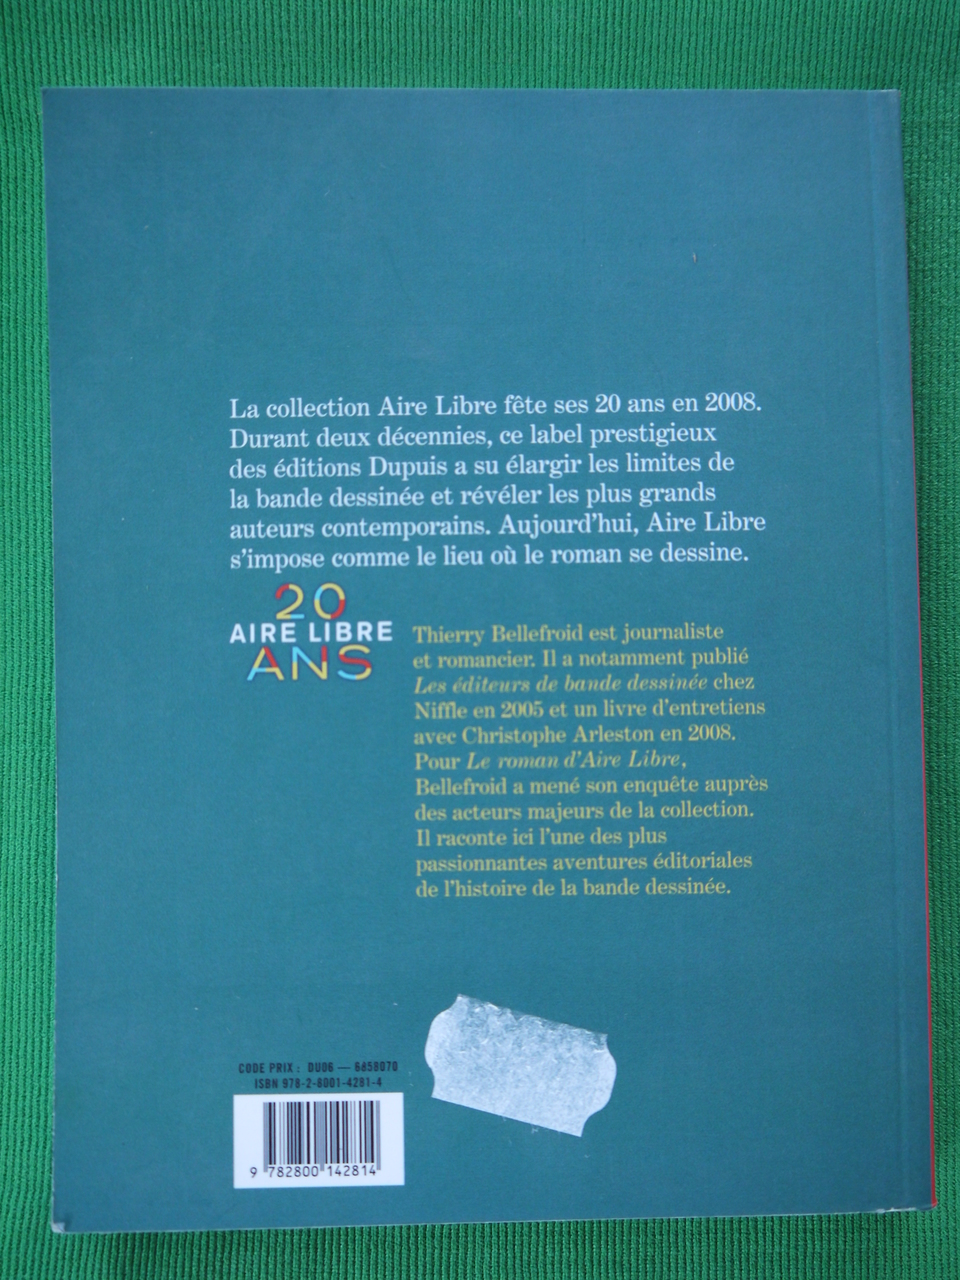 La collection Aire Libre fête ses 20 ans en 2008.
Durant deux décennies, ce label prestigieux
des éditions Dupuis a su élargir les limites de
la bande dessinée et révéler les plus grands
auteurs contemporains. Aujourd'hui, Aire Libre
s'impose comme le lieu où le roman se dessine.
20
AIRE LIBRE
ANS
Thierry Bellefroid est journaliste
et romancier. Il a notamment publié
Les éditeurs de bande dessinée chez
Niffle en 2005 et un livre d'entretiens
avec Christophe Arleston en 2008.
Pour Le roman d'Aire Libre,
Bellefroid a mené son enquête auprès
des acteurs majeurs de la collection.
Il raconte ici l'une des plus
passionnantes aventures éditoriales
de l'histoire de la bande dessinée.
CODE PRIX : DU06 —
ISBN 978-2-8001-4281-4
9 782800 142814